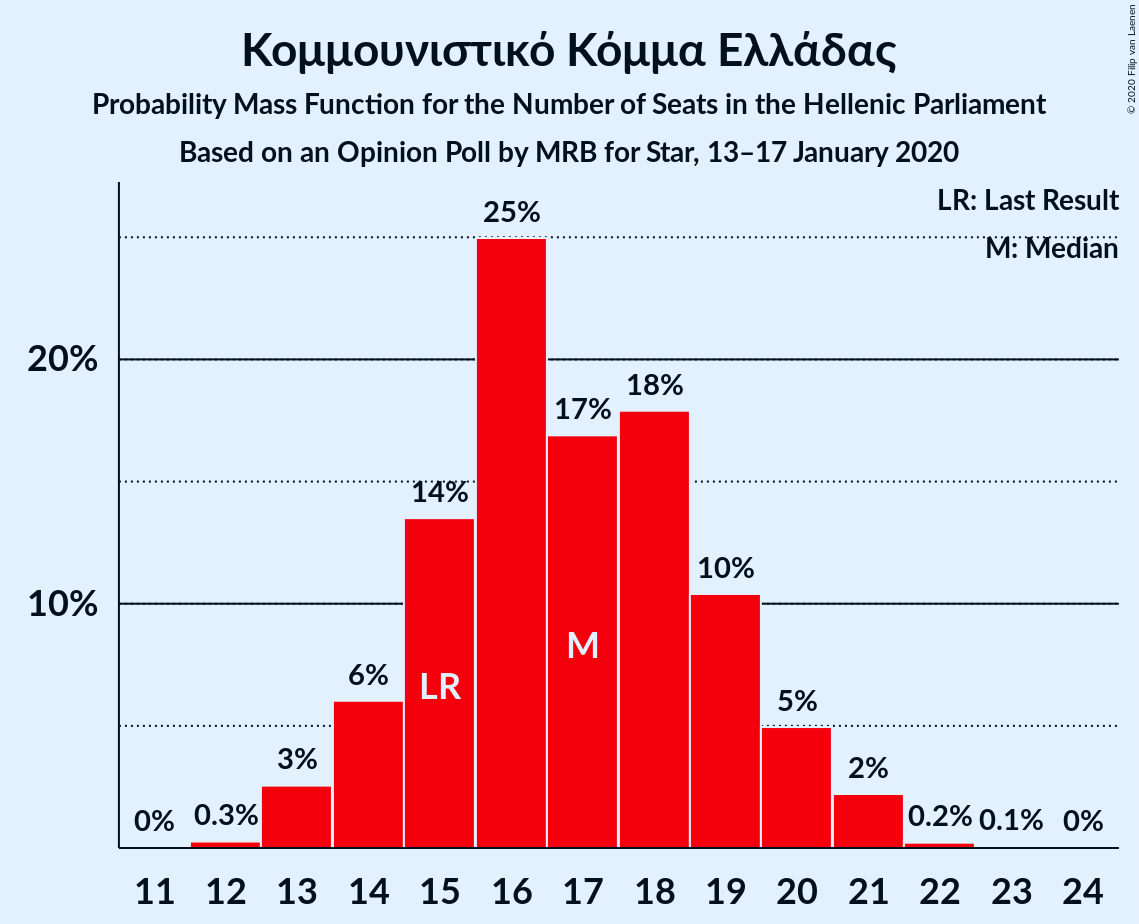 Κομμουνιστικό Κόμμα Ελλάδας
Probability Mass Function for the Number of Seats in the Hellenic Parliament
Based on an Opinion Poll by MRB for Star, 13–17 January 2020
© 2020 Filip van Laenen
LR: Last Result
M: Median
25%
20%
18%
17%
14%
10%
10%
6%
LR
M
5%
3%
2%
0%
0.3%
0.2%
0.1%
0%
11 12 13 14 15 16 17 18 19 20 21 22 23 24